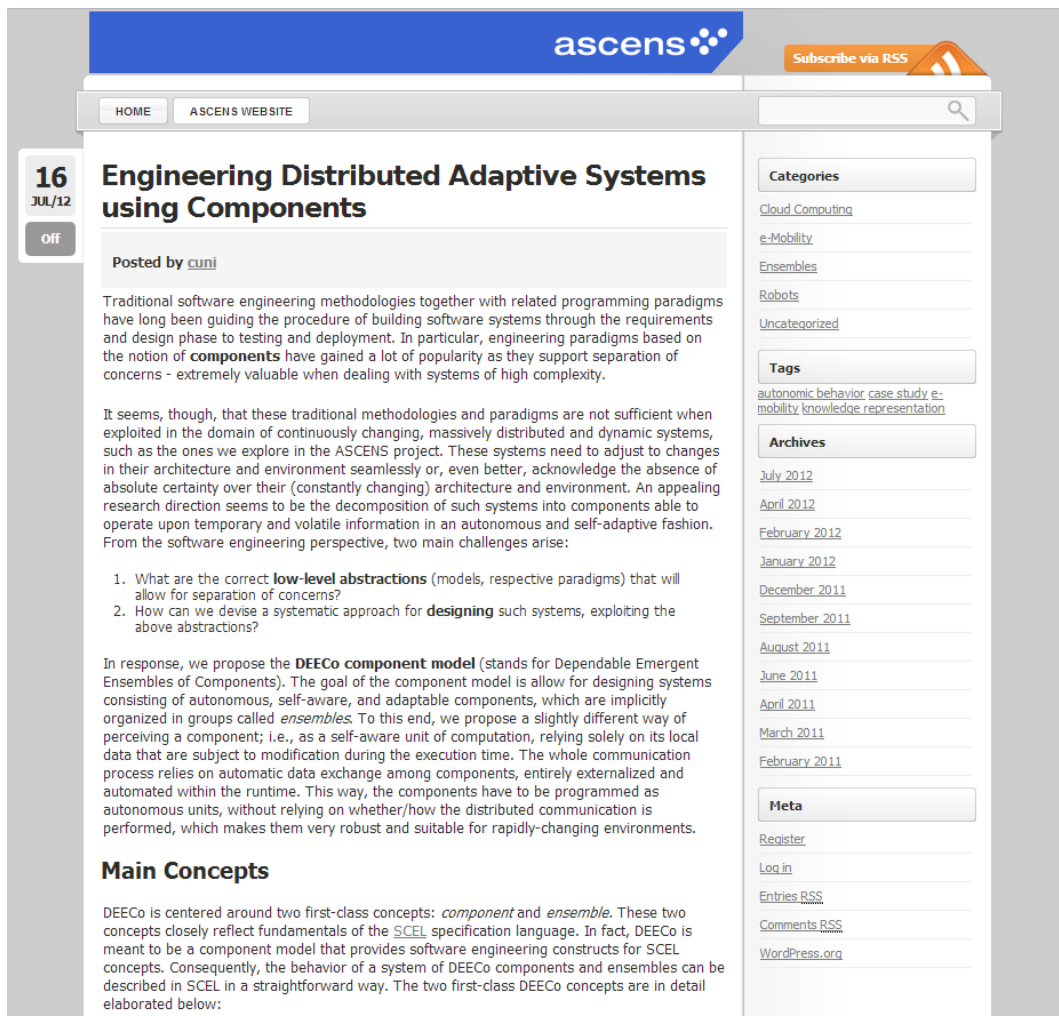 ascens
Subscribe via RSS
HOME
ASCENS WEBSITE
16
JUL/12
Off
Engineering Distributed Adaptive Systems
using Components
Posted by cuni
Traditional software engineering methodologies together with related programming paradigms
have long been guiding the procedure of building software systems through the requirements
and design phase to testing and deployment. In particular, engineering paradigms based on
the notion of components have gained a lot of popularity as they support separation of
concerns - extremely valuable when dealing with systems of high complexity.
It seems, though, that these traditional methodologies and paradigms are not sufficient when
exploited in the domain of continuously changing, massively distributed and dynamic systems,
such as the ones we explore in the ASCENS project. These systems need to adjust to changes
in their architecture and environment seamlessly or, even better, acknowledge the absence of
absolute certainty over their (constantly changing) architecture and environment. An appealing
research direction seems to be the decomposition of such systems into components able to
operate upon temporary and volatile information in an autonomous and self-adaptive fashion.
From the software engineering perspective, two main challenges arise:
1. What are the correct low-level abstractions (models, respective paradigms) that will
allow for separation of concerns?
2. How can we devise a systematic approach for designing such systems, exploiting the
above abstractions?
In response, we propose the DEECo component model (stands for Dependable Emergent
Ensembles of Components). The goal of the component model is allow for designing systems
consisting of autonomous, self-aware, and adaptable components, which are implicitly
organized in groups called ensembles. To this end, we propose a slightly different way of
perceiving a component; i.e., as a self-aware unit of computation, relying solely on its local
data that are subject to modification during the execution time. The whole communication
process relies on automatic data exchange among components, entirely externalized and
automated within the runtime. This way, the components have to be programmed as
autonomous units, without relying on whether/how the distributed communication is
performed, which makes them very robust and suitable for rapidly-changing environments.
Main Concepts
DEECo is centered around two first-class concepts: component and ensemble. These two
concepts closely reflect fundamentals of the SCEL specification language. In fact, DEECo is
meant to be a component model that provides software engineering constructs for SCEL
concepts. Consequently, the behavior of a system of DEECo components and ensembles can be
described in SCEL in a straightforward way. The two first-class DEECo concepts are in detail
elaborated below:
Categories
Cloud Computing
e-Mobility
Ensembles
Robots
Uncategorized
Tags
autonomic behavior case study e-
mobility knowledge representation
Archives
July 2012
April 2012
February 2012
January 2012
December 2011
September 2011
August 2011
June 2011
April 2011
March 2011
February 2011
Meta
Register
Log in
Entries RSS
Comments RSS
WordPress.org